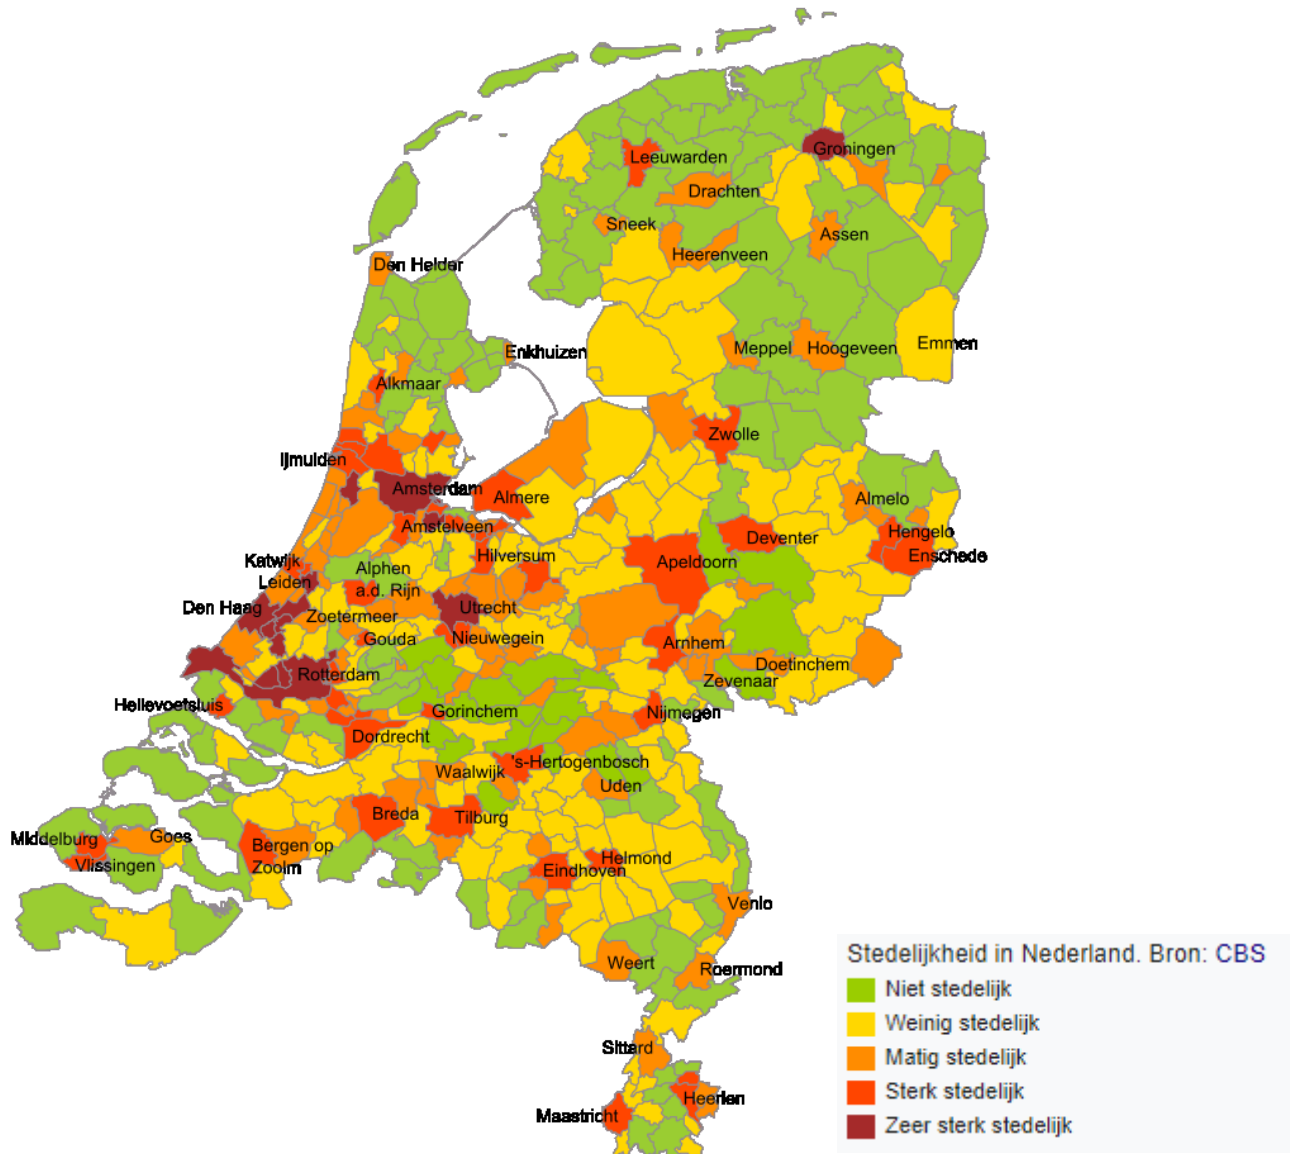 Groningen
Leeuwarden
Drachten
Sneek
Assen
Heerenveen
Den Helder
Enkhuizen
Meppel
Hoogeveen
Emmen
Alkmaar
Zwolle
Ijmuiden
Amsterdam
Almere
Almelo
Amstelveen
Hengelo
Deventer
Hilversum
Enschede
Katwijk
Alphen
a.d. Rijn
Apeldoorn
Leiden
Den Haag
Zoetermeer
Utrecht
Gouda
Nieuwegein
Arnhem
Doetinchem
Rotterdam
Zevenaar
Hellevoetsluis
Gorinchem
Nijmegen
Dordrecht
's-Hertogenbosch
Waalwijk
Uden
Breda
Tilburg
Middelburg
Goes
Bergen op
Zoolm
Vlissingen
Helmond
Eindhoven
Venlo
Weert
Roermond
Sittard
Heerlen
Maastricht
Stedelijkheid in Nederland. Bron: CBS
Niet stedelijk
Weinig stedelijk
Matig stedelijk
Sterk stedelijk
Zeer sterk stedelijk